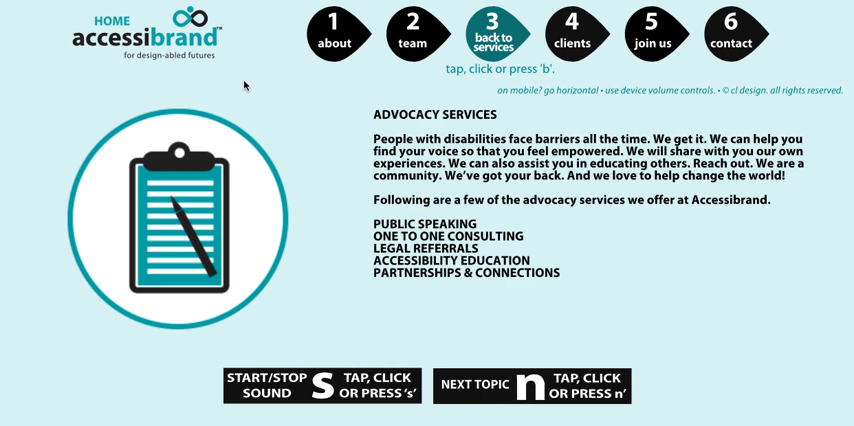 HOME
accessibrand™
for design-abled futures
1
about
2
team
3
back to
services
4
clients
5
join us
6
contact
tap, click or press 'b'.
on mobile? go horizontal • use device volume controls. • © cl design. all rights reserved.
ADVOCACY SERVICES
People with disabilities face barriers all the time. We get it. We can help you
find your voice so that you feel empowered. We will share with you our own
experiences. We can also assist you in educating others. Reach out. We are a
community. We've got your back. And we love to help change the world!
Following are a few of the advocacy services we offer at Accessibrand.
PUBLIC SPEAKING
ONE TO ONE CONSULTING
LEGAL REFERRALS
ACCESSIBILITY EDUCATION
PARTNERSHIPS & CONNECTIONS
START/STOP
SOUND
s
TAP, CLICK
OR PRESS 's'
NEXT TOPIC
n
TAP, CLICK
OR PRESS n'